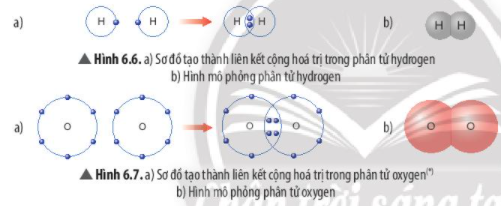 a) H H H H b) H H
▲ Hình 6.6. a) Sơ đồ tạo thành liên kết cộng hoá trị trong phân tử hydrogen
b) Hình mô phỏng phân tử hydrogen
a) O O O O b) O O
▲ Hình 6.7. a) Sơ đồ tạo thành liên kết cộng hoá trị trong phân tử oxygen(*)
b) Hình mô phỏng phân tử oxygen